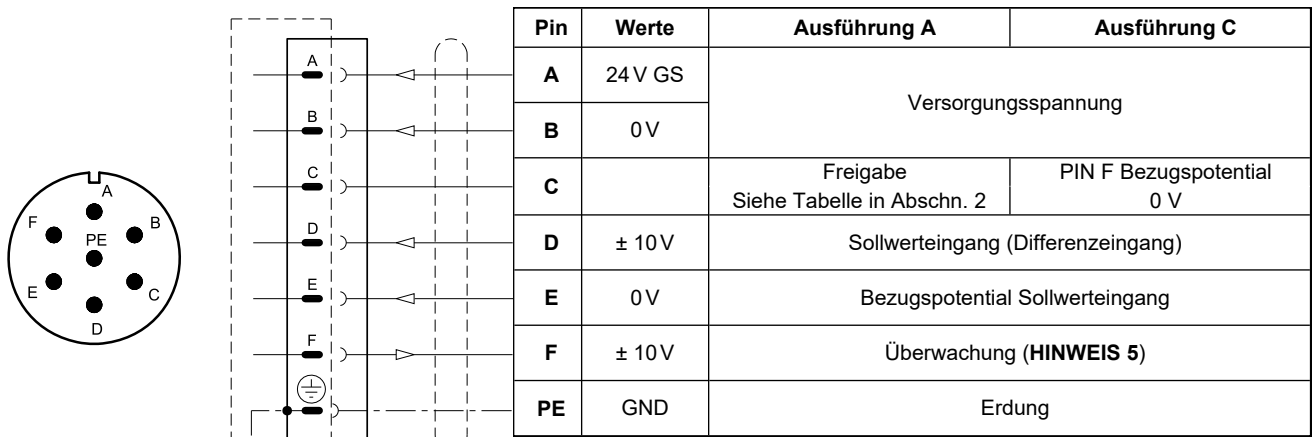 A
B
C
D
E
F
PE
A
B
C
D
E
F
Pin Werte Ausführung A Ausführung C
A 24 V GS Versorgungsspannung
B 0 V
C Freigabe PIN F Bezugspotential
Siehe Tabelle in Abschn. 2 0 V
D ± 10 V Sollwerteingang (Differenzeingang)
E 0 V Bezugspotential Sollwerteingang
F ± 10 V Überwachung (HINWEIS 5)
PE GND Erdung